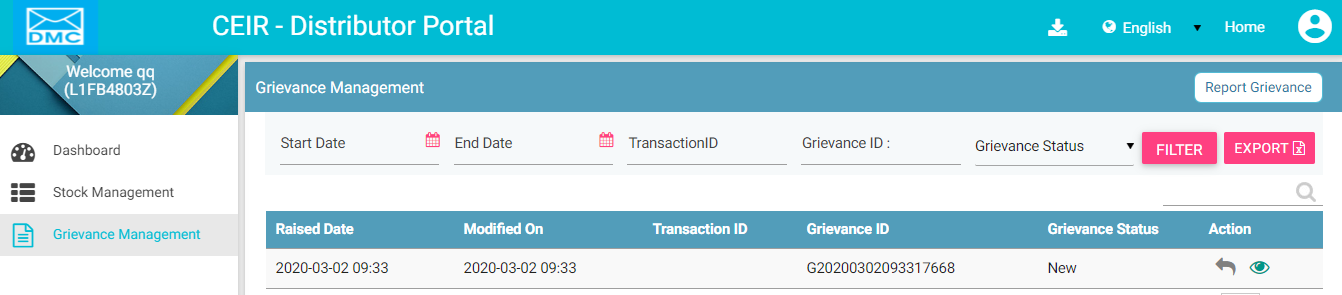 DMC
CEIR - Distributor Portal
English
Home
Welcome qq
(L1FB4803Z)
Dashboard
Stock Management
Grievance Management
Grievance Management
Report Grievance
Start Date
End Date
TransactionID
Grievance ID :
Grievance Status
FILTER
EXPORT
Raised Date Modified On Transaction ID Grievance ID Grievance Status Action
2020-03-02 09:33 2020-03-02 09:33 G20200302093317668 New